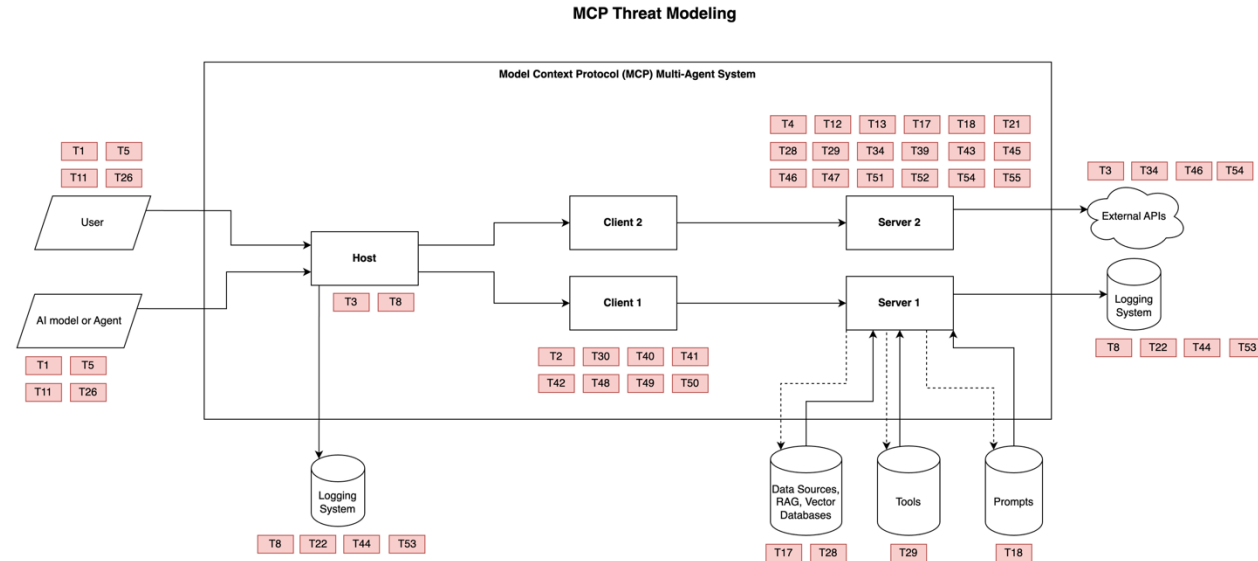 MCP Threat Modeling
Model Context Protocol (MCP) Multi-Agent System
T4 T12 T13 T17 T18 T21
T28 T29 T34 T39 T43 T45
T46 T47 T51 T52 T54 T55
T1 T5
T11 T26
User
T3 T34 T46 T54
External APIs
Client 2
Server 2
Host
T3 T8
AI model or Agent
T1 T5
T11 T26
Client 1
Server 1
Logging
System
T8 T22 T44 T53
T2 T30 T40 T41
T42 T48 T49 T50
Logging
System
T8 T22 T44 T53
Data Sources,
RAG, Vector
Databases
T17 T28
Tools
T29
Prompts
T18